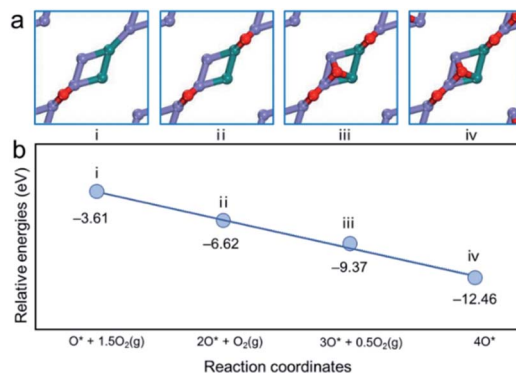 a
i
ii
iii
iv
b
Relative energies (eV)
i
−3.61
ii
−6.62
iii
−9.37
iv
−12.46
O* + 1.5O₂(g)
2O* + O₂(g)
3O* + 0.5O₂(g)
4O*
Reaction coordinates